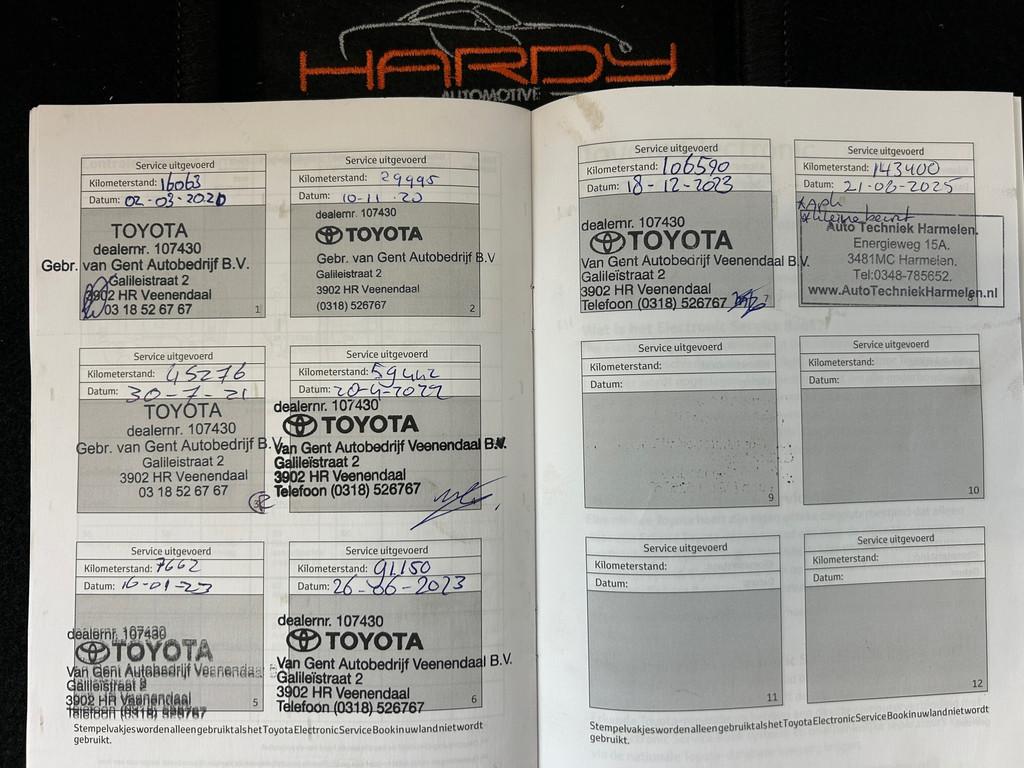 HARDY
AUTOMOTIVE
Service uitgevoerd
Kilometerstand: 16063
Datum: 02-03-2020
TOYOTA
dealernr. 107430
Gebr. van Gent Autobedrijf B.V.
Galileistraat 2
3902 HR Veenendaal
03 18 52 67 67
1
Service uitgevoerd
Kilometerstand: 29995
Datum: 10-11-20
dealernr. 107430
TOYOTA
Gebr. van Gent Autobedrijf B.V
Galileistraat 2
3902 HR Veenendaal
(0318) 526767
2
Service uitgevoerd
Kilometerstand: 45276
Datum: 30-7-21
TOYOTA
dealernr. 107430
Gebr. van Gent Autobedrijf B.V.
Galileistraat 2
3902 HR Veenendaal
03 18 52 67 67
3
Service uitgevoerd
Kilometerstand: 59442
Datum: 20-4-2022
dealernr. 107430
TOYOTA
Van Gent Autobedrijf Veenendaal B.V.
Galileïstraat 2
3902 HR Veenendaal
Telefoon (0318) 526767
Service uitgevoerd
Kilometerstand: 7662
Datum: 16-01-23
dealernr. 107430
TOYOTA
Van Gent Autobedrijf Veenendaal B
Galileïstraat 2
3902 HR Veenendaal
Telefoon (0318) 526767
5
Service uitgevoerd
Kilometerstand: 91.150
Datum: 26-06-2023
dealernr. 107430
TOYOTA
Van Gent Autobedrijf Veenendaal B.V.
Galileïstraat 2
3902 HR Veenendaal
Telefoon (0318) 526767
6
Stempelvakjes worden alleen gebruikt als het Toyota Electronic Service Book in uw land niet wordt
gebruikt.
Service uitgevoerd
Kilometerstand: 106590
Datum: 18-12-2023
dealernr. 107430
TOYOTA
Van Gent Autobedrijf Veenendaal B.V.
Galileïstraat 2
3902 HR Veenendaal
Telefoon (0318) 526767
Service uitgevoerd
Kilometerstand: 143400
Datum: 21-08-2025
*APk
*kleine beurt
Auto Techniek Harmelen.
Energieweg 15A.
3481MC Harmelen.
Tel:0348-785652.
www.AutoTechniekHarmelen.nl
Service uitgevoerd
Kilometerstand:
Datum:
9
Service uitgevoerd
Kilometerstand:
Datum:
10
Service uitgevoerd
Kilometerstand:
Datum:
11
Service uitgevoerd
Kilometerstand:
Datum:
12
Stempelvakjes worden alleen gebruikt als het Toyota Electronic Service Book in uw land niet wordt
gebruikt.